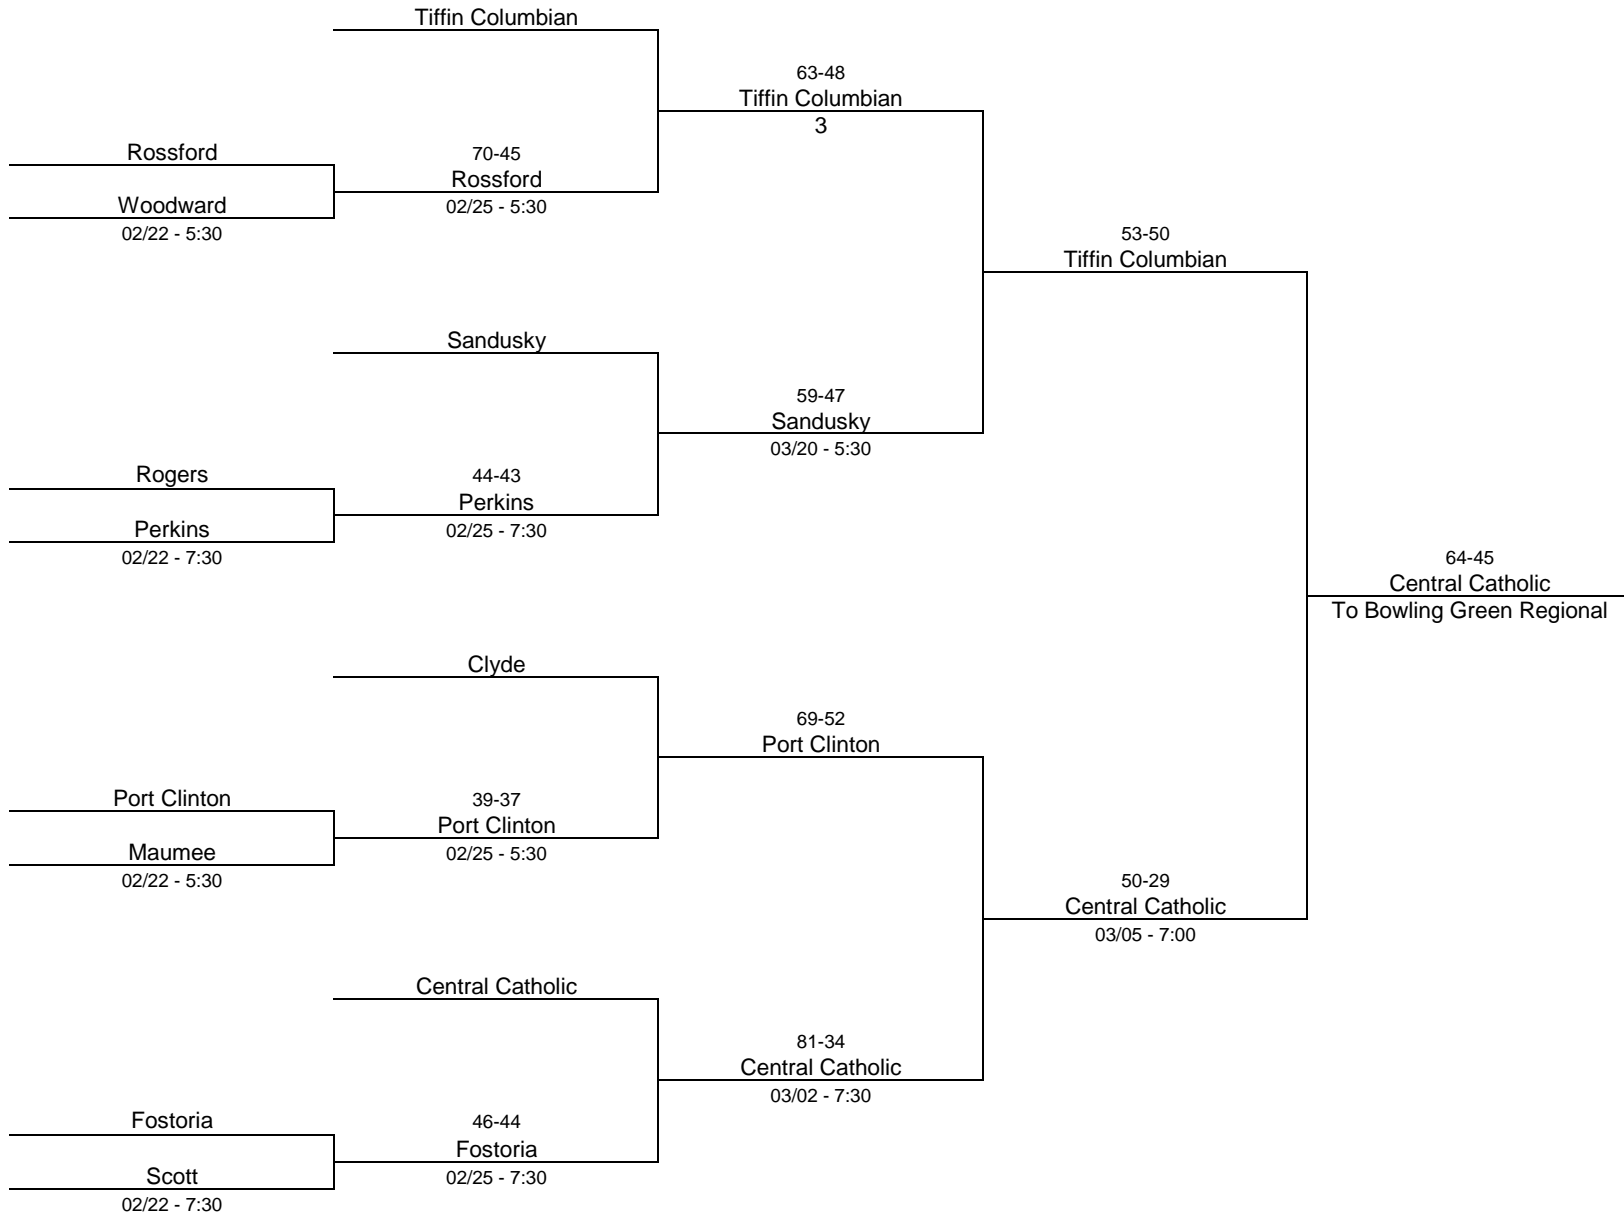 Tiffin Columbian
63-48
Tiffin Columbian
3
Rossford
70-45
Rossford
Woodward
02/25 - 5:30
02/22 - 5:30
53-50
Tiffin Columbian
Sandusky
59-47
Sandusky
03/20 - 5:30
Rogers
44-43
Perkins
Perkins
02/25 - 7:30
02/22 - 7:30
64-45
Central Catholic
To Bowling Green Regional
Clyde
69-52
Port Clinton
Port Clinton
39-37
Port Clinton
Maumee
02/25 - 5:30
02/22 - 5:30
50-29
Central Catholic
03/05 - 7:00
Central Catholic
81-34
Central Catholic
03/02 - 7:30
Fostoria
46-44
Fostoria
Scott
02/25 - 7:30
02/22 - 7:30